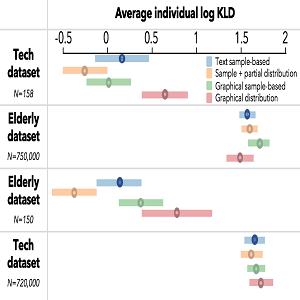 Average individual log KLD
-0.5 0 0.5 1 1.5 2
Tech
dataset
N=158
Text sample-based
Sample + partial distribution
Graphical sample-based
Graphical distribution
Elderly
dataset
N=750,000
Elderly
dataset
N=150
Tech
dataset
N=720,000